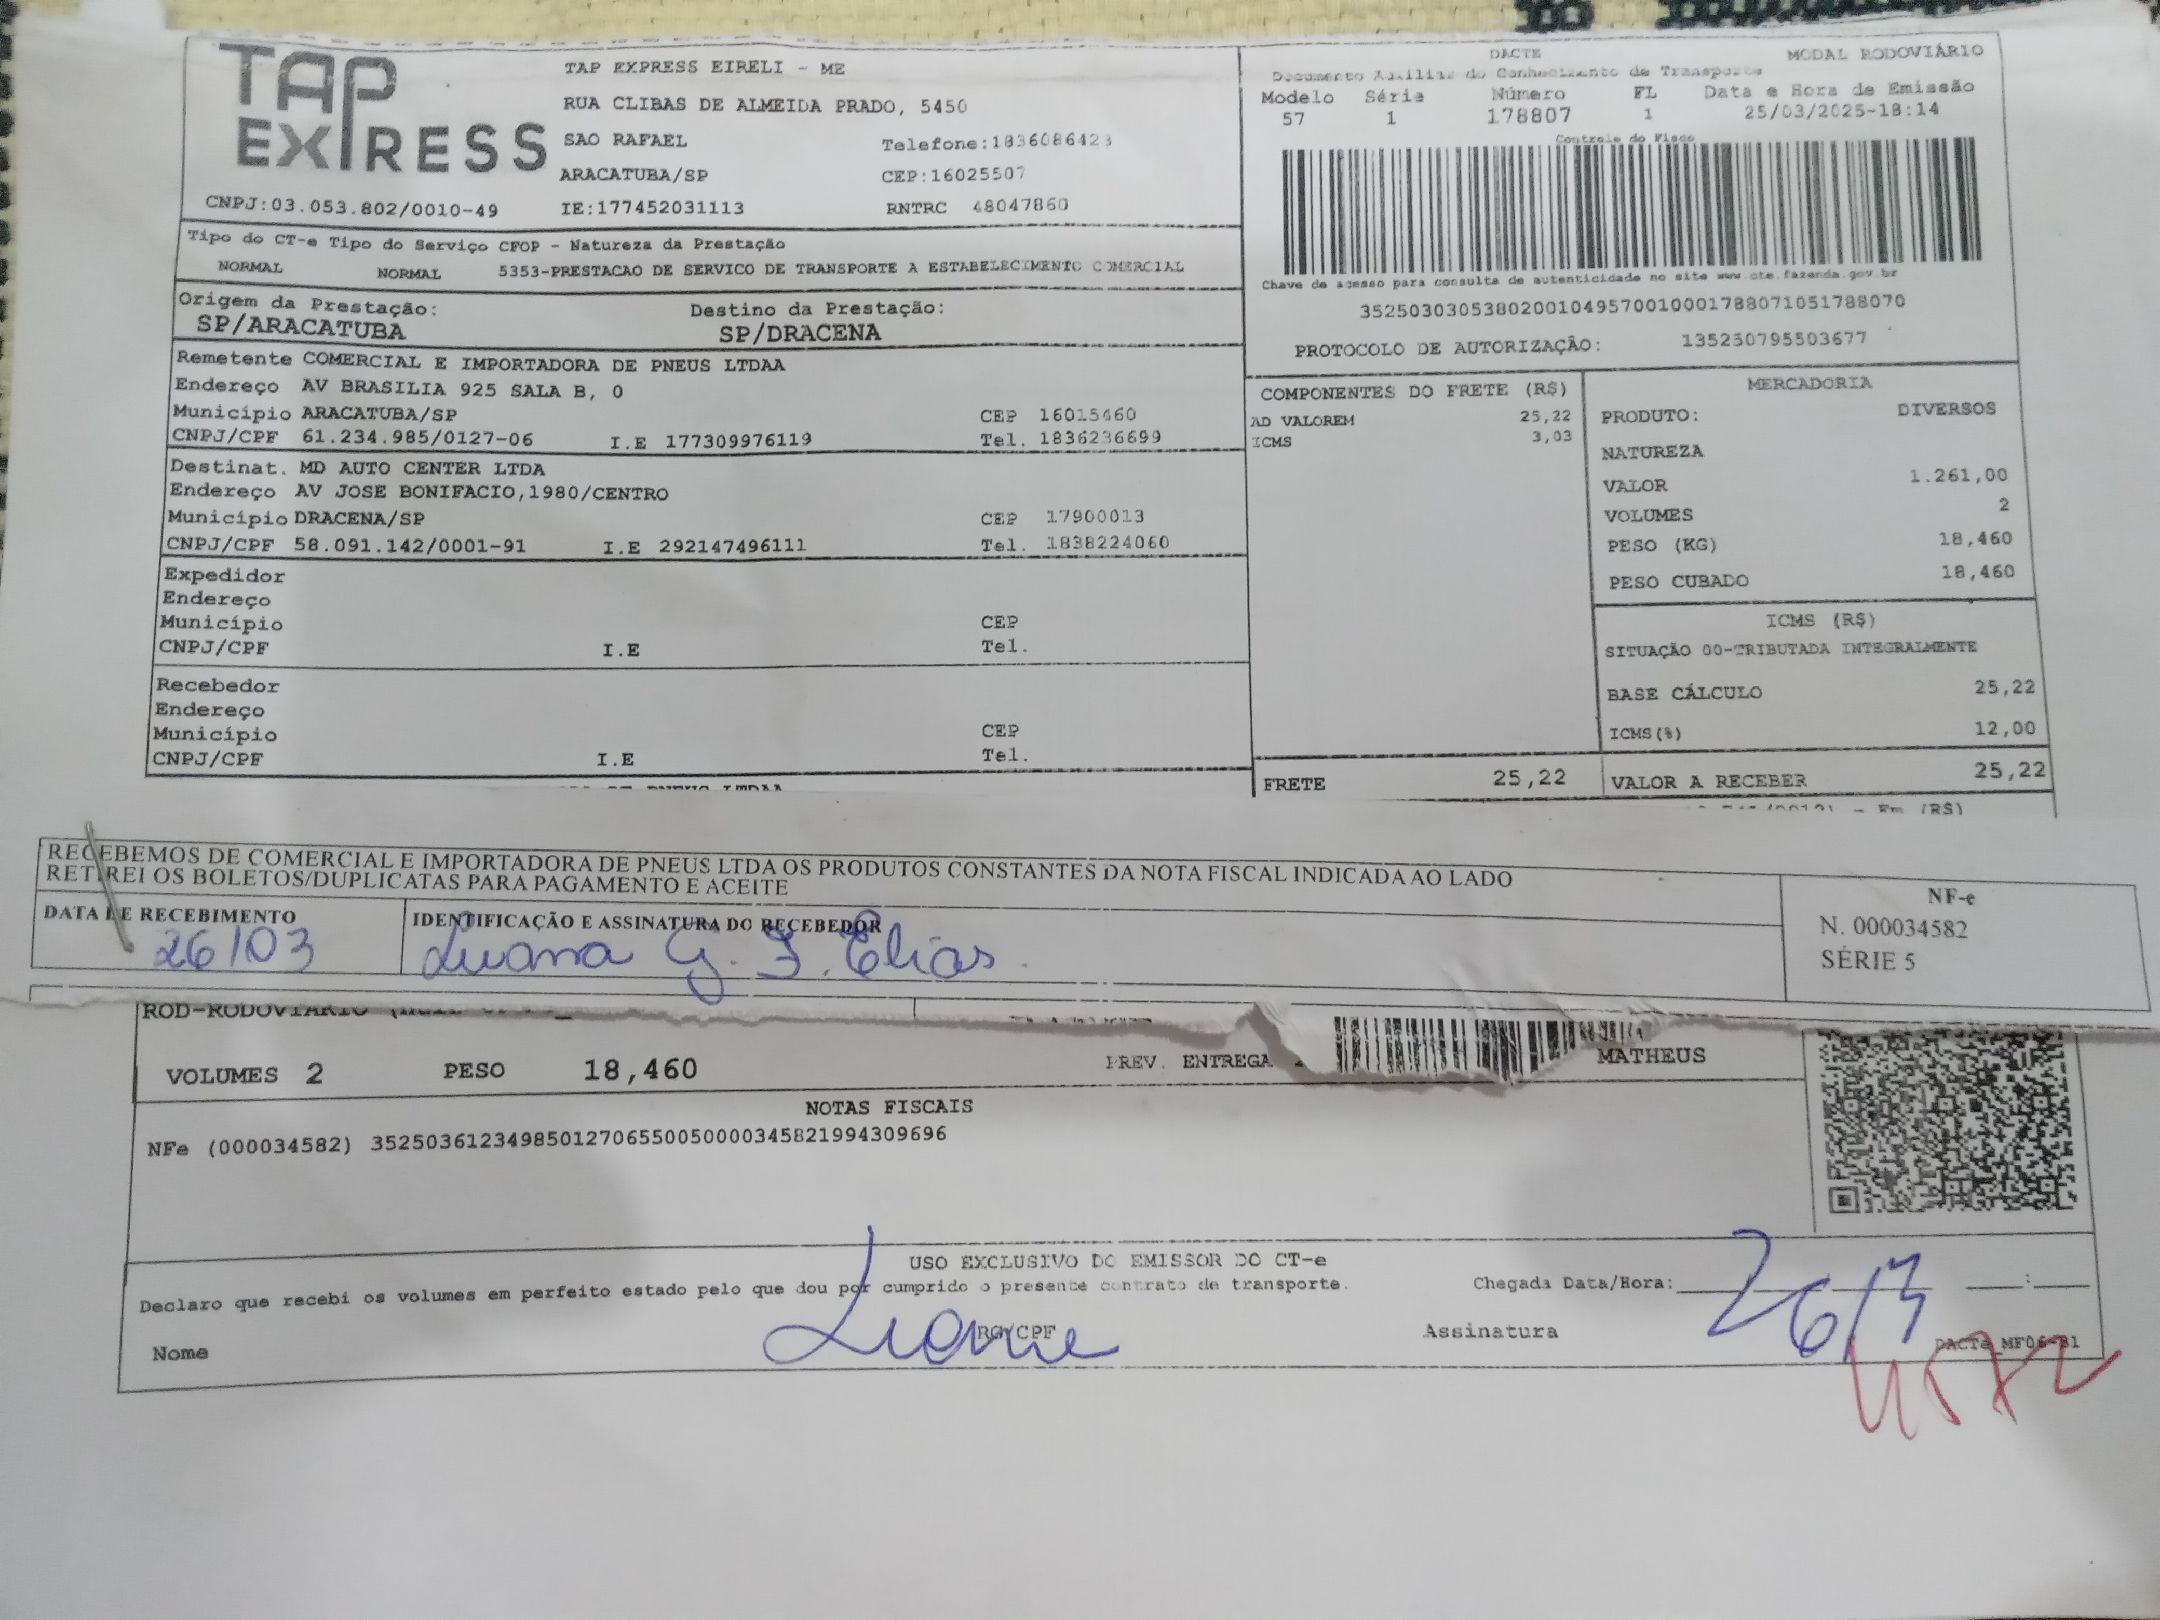 TAP EXPRESS
TAP EXPRESS EIRELI - ME
RUA CLIBAS DE ALMEIDA PRADO, 5450
SAO RAFAEL Telefone:1836086423
ARACATUBA/SP CEP:16025507
CNPJ:03.053.802/0010-49 IE:177452031113 RNTRC 48047860
DACTE MODAL RODOVIÁRIO
Documento Auxiliar do Conhecimento de Transporte
Modelo Série Número FL Data e Hora de Emissão
57 1 178807 1 25/03/2025-18:14
Controle do Fisco
Chave de acesso para consulta de autenticidade no site www.cte.fazenda.gov.br
35250303053802001049570010001788071051788070
PROTOCOLO DE AUTORIZAÇÃO: 135250795503677
Tipo do CT-e Tipo do Serviço CFOP - Natureza da Prestação
NORMAL NORMAL 5353-PRESTACAO DE SERVICO DE TRANSPORTE A ESTABELECIMENTO COMERCIAL
Origem da Prestação: Destino da Prestação:
SP/ARACATUBA SP/DRACENA
Remetente COMERCIAL E IMPORTADORA DE PNEUS LTDAA
Endereço AV BRASILIA 925 SALA B, 0
Município ARACATUBA/SP CEP 16015460
CNPJ/CPF 61.234.985/0127-06 I.E 177309976119 Tel. 1836236699
Destinat. MD AUTO CENTER LTDA
Endereço AV JOSE BONIFACIO,1980/CENTRO
Município DRACENA/SP CEP 17900013
CNPJ/CPF 58.091.142/0001-91 I.E 292147496111 Tel. 1838224060
Expedidor
Endereço
Município CEP
CNPJ/CPF I.E Tel.
Recebedor
Endereço
Município CEP
CNPJ/CPF I.E Tel.
COMPONENTES DO FRETE (R$)
AD VALOREM 25,22
ICMS 3,03
FRETE 25,22
MERCADORIA
PRODUTO: DIVERSOS
NATUREZA
VALOR 1.261,00
VOLUMES 2
PESO (KG) 18,460
PESO CUBADO 18,460
ICMS (R$)
SITUAÇÃO 00-TRIBUTADA INTEGRALMENTE
BASE CÁLCULO 25,22
ICMS(%) 12,00
VALOR A RECEBER 25,22
RECEBEMOS DE COMERCIAL E IMPORTADORA DE PNEUS LTDA OS PRODUTOS CONSTANTES DA NOTA FISCAL INDICADA AO LADO
RETIREI OS BOLETOS/DUPLICATAS PARA PAGAMENTO E ACEITE
DATA DE RECEBIMENTO IDENTIFICAÇÃO E ASSINATURA DO RECEBEDOR
26/03 Luana G. F. Elias.
NF-e
N. 000034582
SÉRIE 5
ROD-RODOVIÁRIO
VOLUMES 2 PESO 18,460 PREV. ENTREGA MATHEUS
NOTAS FISCAIS
NFe (000034582) 35250361234985012706550050000345821994309696
USO EXCLUSIVO DO EMISSOR DO CT-e
Declaro que recebi os volumes em perfeito estado pelo que dou por cumprido o presente contrato de transporte. Chegada Data/Hora: 26/3 :
Nome RG/CPF Assinatura
DACTe_MF06-B1